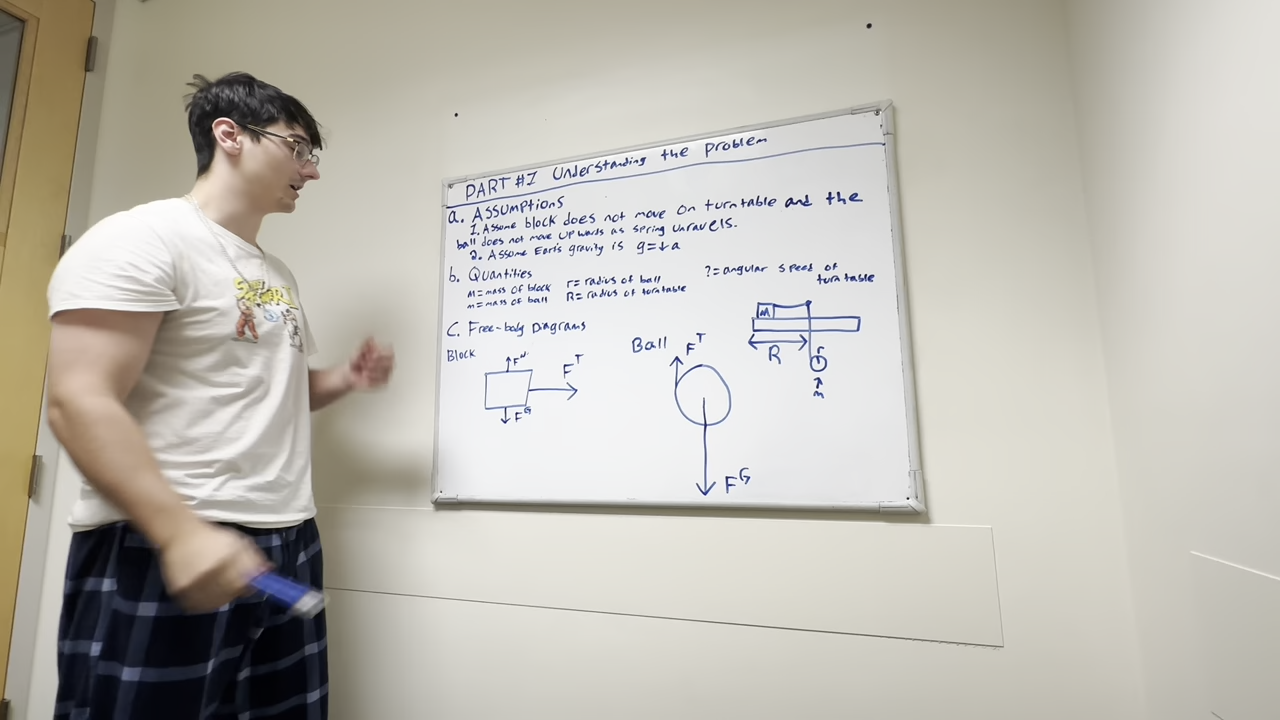 PART #I Understanding the Problem
a. Assumptions
1. Assume block does not move on turntable and the
ball does not move upwards as spring unravels.
2. Assume Earth's gravity is g=↓a
b. Quantities
m=mass of block r=radius of ball
m=mass of ball R=radius of turntable
?=angular speed of
turntable
M
R
r
m
C. Free-body Diagrams
Block
F^N
F^T
F^G
Ball
F^T
F^G